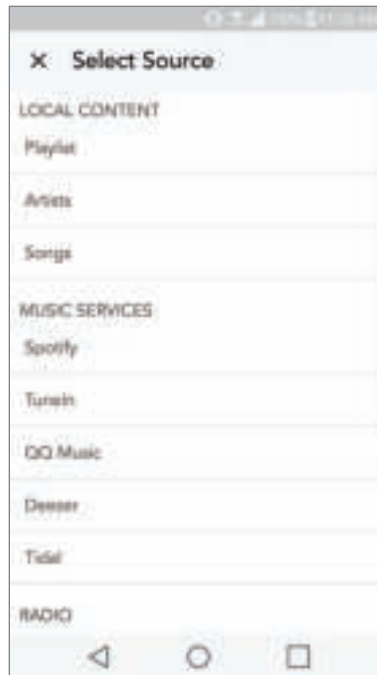 Select Source
LOCAL CONTENT
Playlist
Artists
Songs
MUSIC SERVICES
Spotify
TuneIn
QQ Music
Deezer
Tidal
RADIO